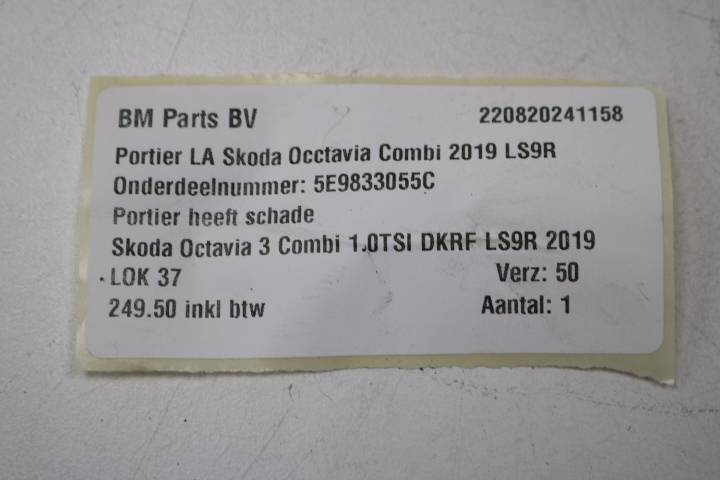 BM Parts BV 220820241158
Portier LA Skoda Occtavia Combi 2019 LS9R
Onderdeelnummer: 5E9833055C
Portier heeft schade
Skoda Octavia 3 Combi 1.0TSI DKRF LS9R 2019
LOK 37 Verz: 50
249.50 inkl btw Aantal: 1